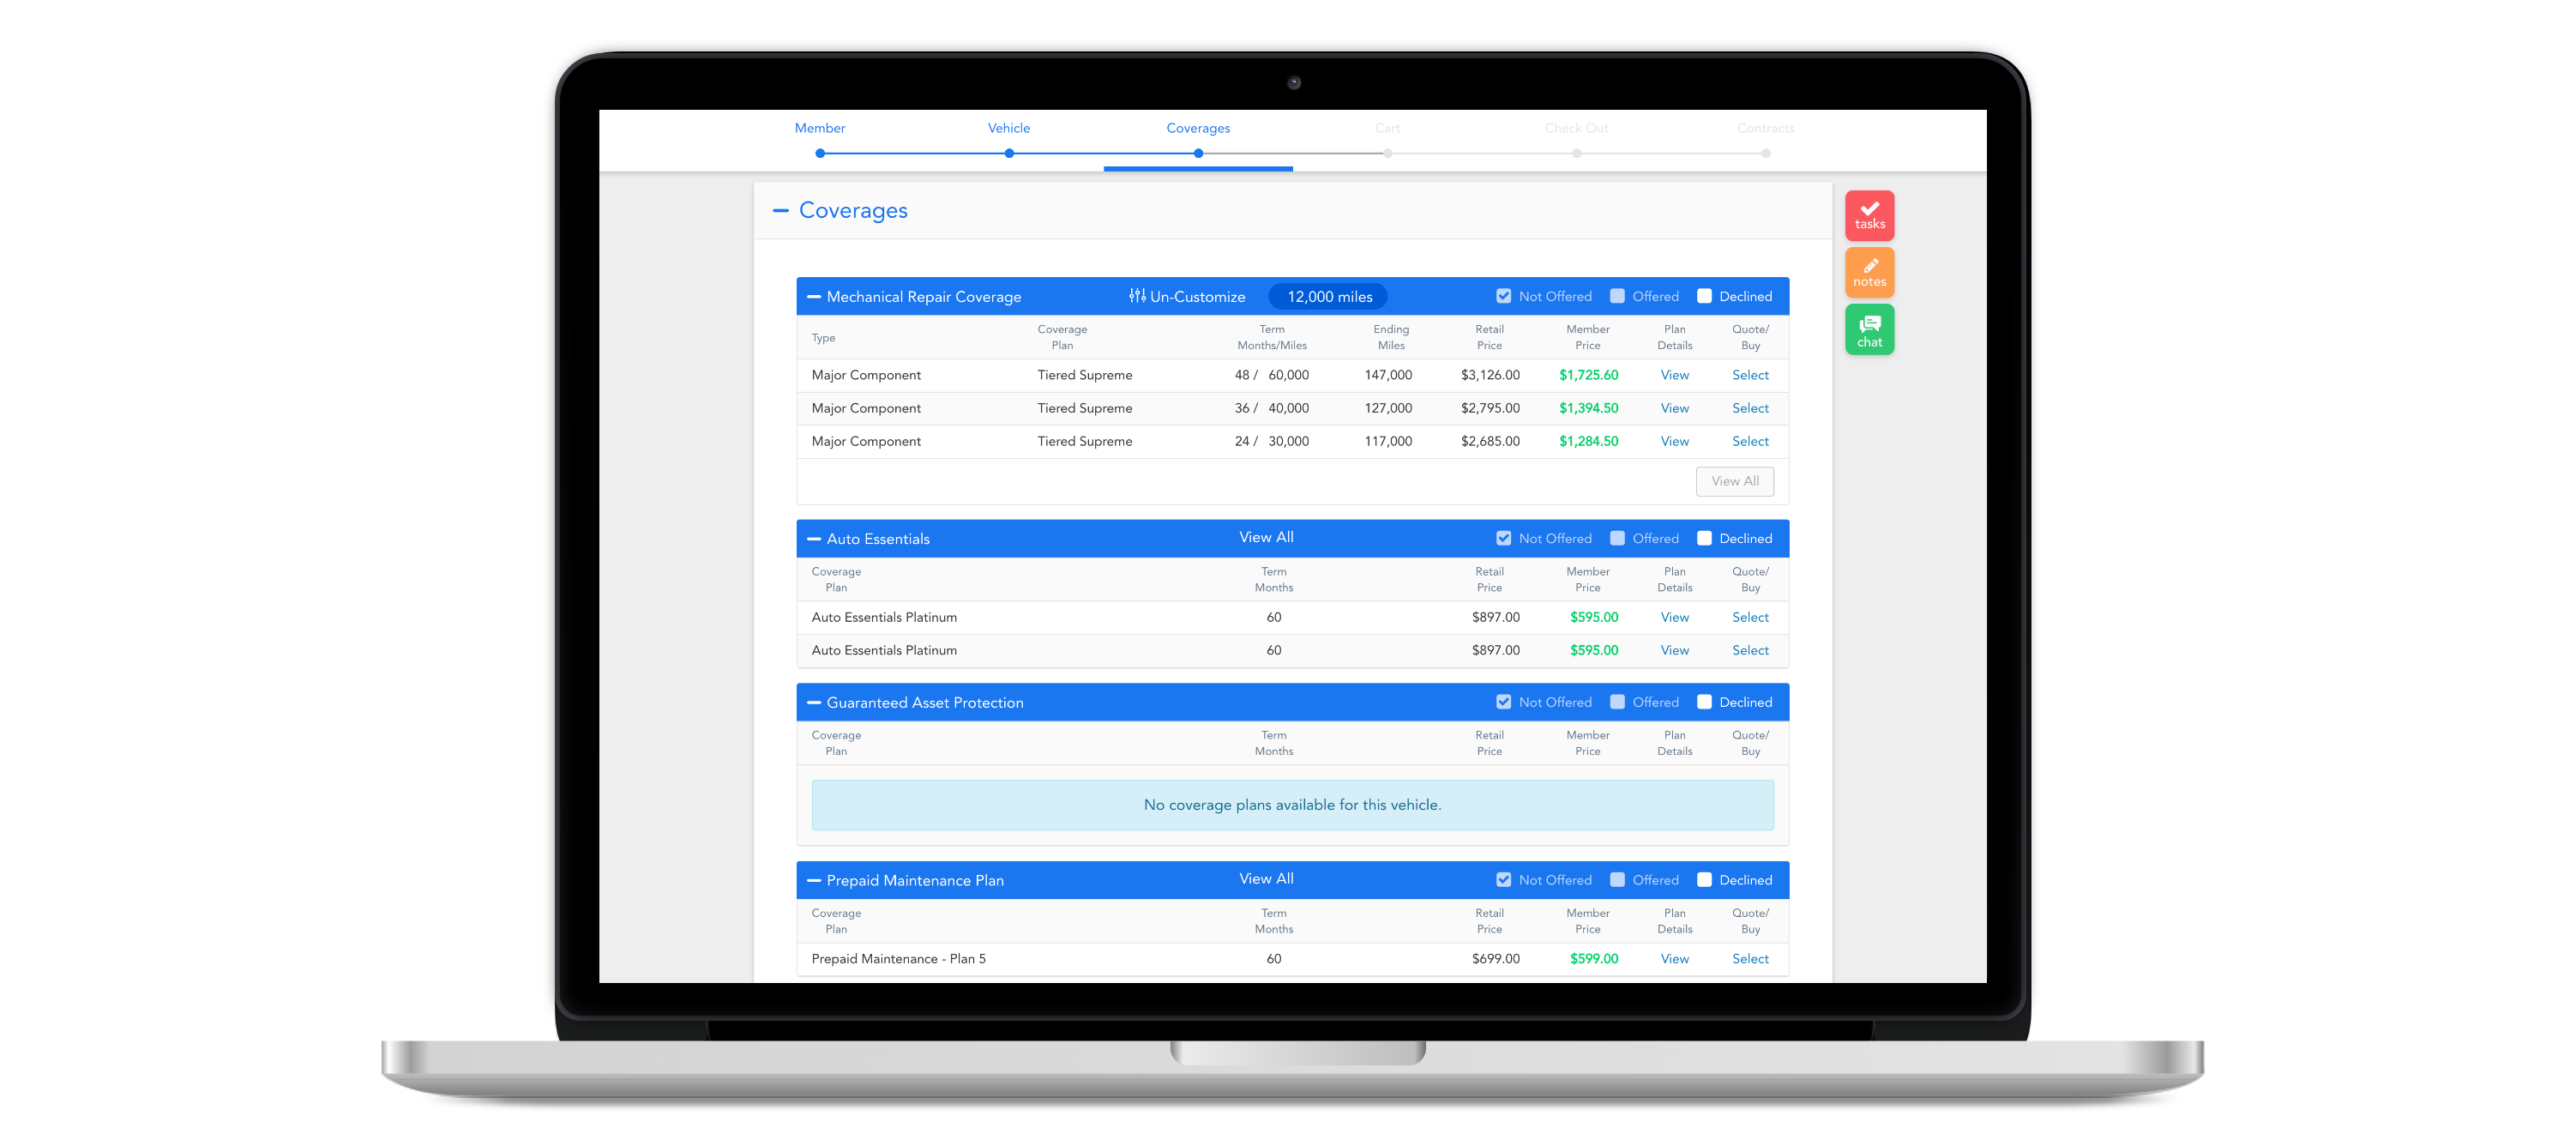 Member Vehicle Coverages Cart Check Out Contracts
Coverages
tasks
notes
chat
Mechanical Repair Coverage Un-Customize 12,000 miles Not Offered Offered Declined
Type Coverage Plan Term Months/Miles Ending Miles Retail Price Member Price Plan Details Quote/ Buy
Major Component Tiered Supreme 48 / 60,000 147,000 $3,126.00 $1,725.60 View Select
Major Component Tiered Supreme 36 / 40,000 127,000 $2,795.00 $1,394.50 View Select
Major Component Tiered Supreme 24 / 30,000 117,000 $2,685.00 $1,284.50 View Select
View All
Auto Essentials View All Not Offered Offered Declined
Coverage Plan Term Months Retail Price Member Price Plan Details Quote/ Buy
Auto Essentials Platinum 60 $897.00 $595.00 View Select
Auto Essentials Platinum 60 $897.00 $595.00 View Select
Guaranteed Asset Protection Not Offered Offered Declined
Coverage Plan Term Months Retail Price Member Price Plan Details Quote/ Buy
No coverage plans available for this vehicle.
Prepaid Maintenance Plan View All Not Offered Offered Declined
Coverage Plan Term Months Retail Price Member Price Plan Details Quote/ Buy
Prepaid Maintenance - Plan 5 60 $699.00 $599.00 View Select